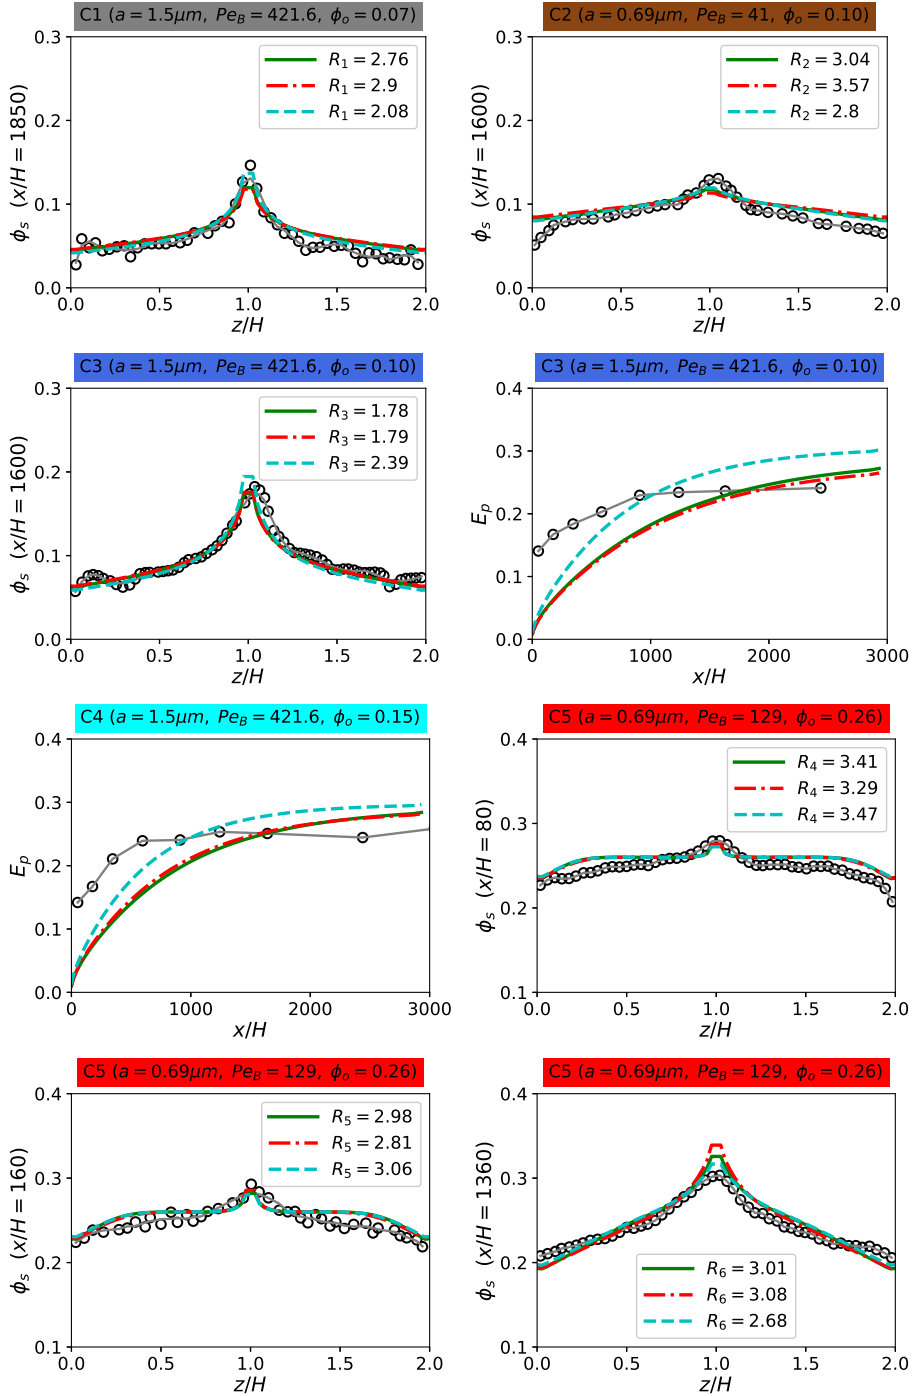 C1 (a = 1.5μm, Pe_B = 421.6, ϕ_o = 0.07)
0.3
0.2
0.1
0.0
ϕ_s (x/H = 1850)
R_1 = 2.76
R_1 = 2.9
R_1 = 2.08
0.0 0.5 1.0 1.5 2.0
z/H
C2 (a = 0.69μm, Pe_B = 41, ϕ_o = 0.10)
0.3
0.2
0.1
0.0
ϕ_s (x/H = 1600)
R_2 = 3.04
R_2 = 3.57
R_2 = 2.8
0.0 0.5 1.0 1.5 2.0
z/H
C3 (a = 1.5μm, Pe_B = 421.6, ϕ_o = 0.10)
0.3
0.2
0.1
0.0
ϕ_s (x/H = 1600)
R_3 = 1.78
R_3 = 1.79
R_3 = 2.39
0.0 0.5 1.0 1.5 2.0
z/H
C3 (a = 1.5μm, Pe_B = 421.6, ϕ_o = 0.10)
0.4
0.3
0.2
0.1
0.0
E_p
0 1000 2000 3000
x/H
C4 (a = 1.5μm, Pe_B = 421.6, ϕ_o = 0.15)
0.4
0.3
0.2
0.1
0.0
E_p
0 1000 2000 3000
x/H
C5 (a = 0.69μm, Pe_B = 129, ϕ_o = 0.26)
0.4
0.3
0.2
0.1
ϕ_s (x/H = 80)
R_4 = 3.41
R_4 = 3.29
R_4 = 3.47
0.0 0.5 1.0 1.5 2.0
z/H
C5 (a = 0.69μm, Pe_B = 129, ϕ_o = 0.26)
0.4
0.3
0.2
0.1
ϕ_s (x/H = 160)
R_5 = 2.98
R_5 = 2.81
R_5 = 3.06
0.0 0.5 1.0 1.5 2.0
z/H
C5 (a = 0.69μm, Pe_B = 129, ϕ_o = 0.26)
0.4
0.3
0.2
0.1
ϕ_s (x/H = 1360)
R_6 = 3.01
R_6 = 3.08
R_6 = 2.68
0.0 0.5 1.0 1.5 2.0
z/H